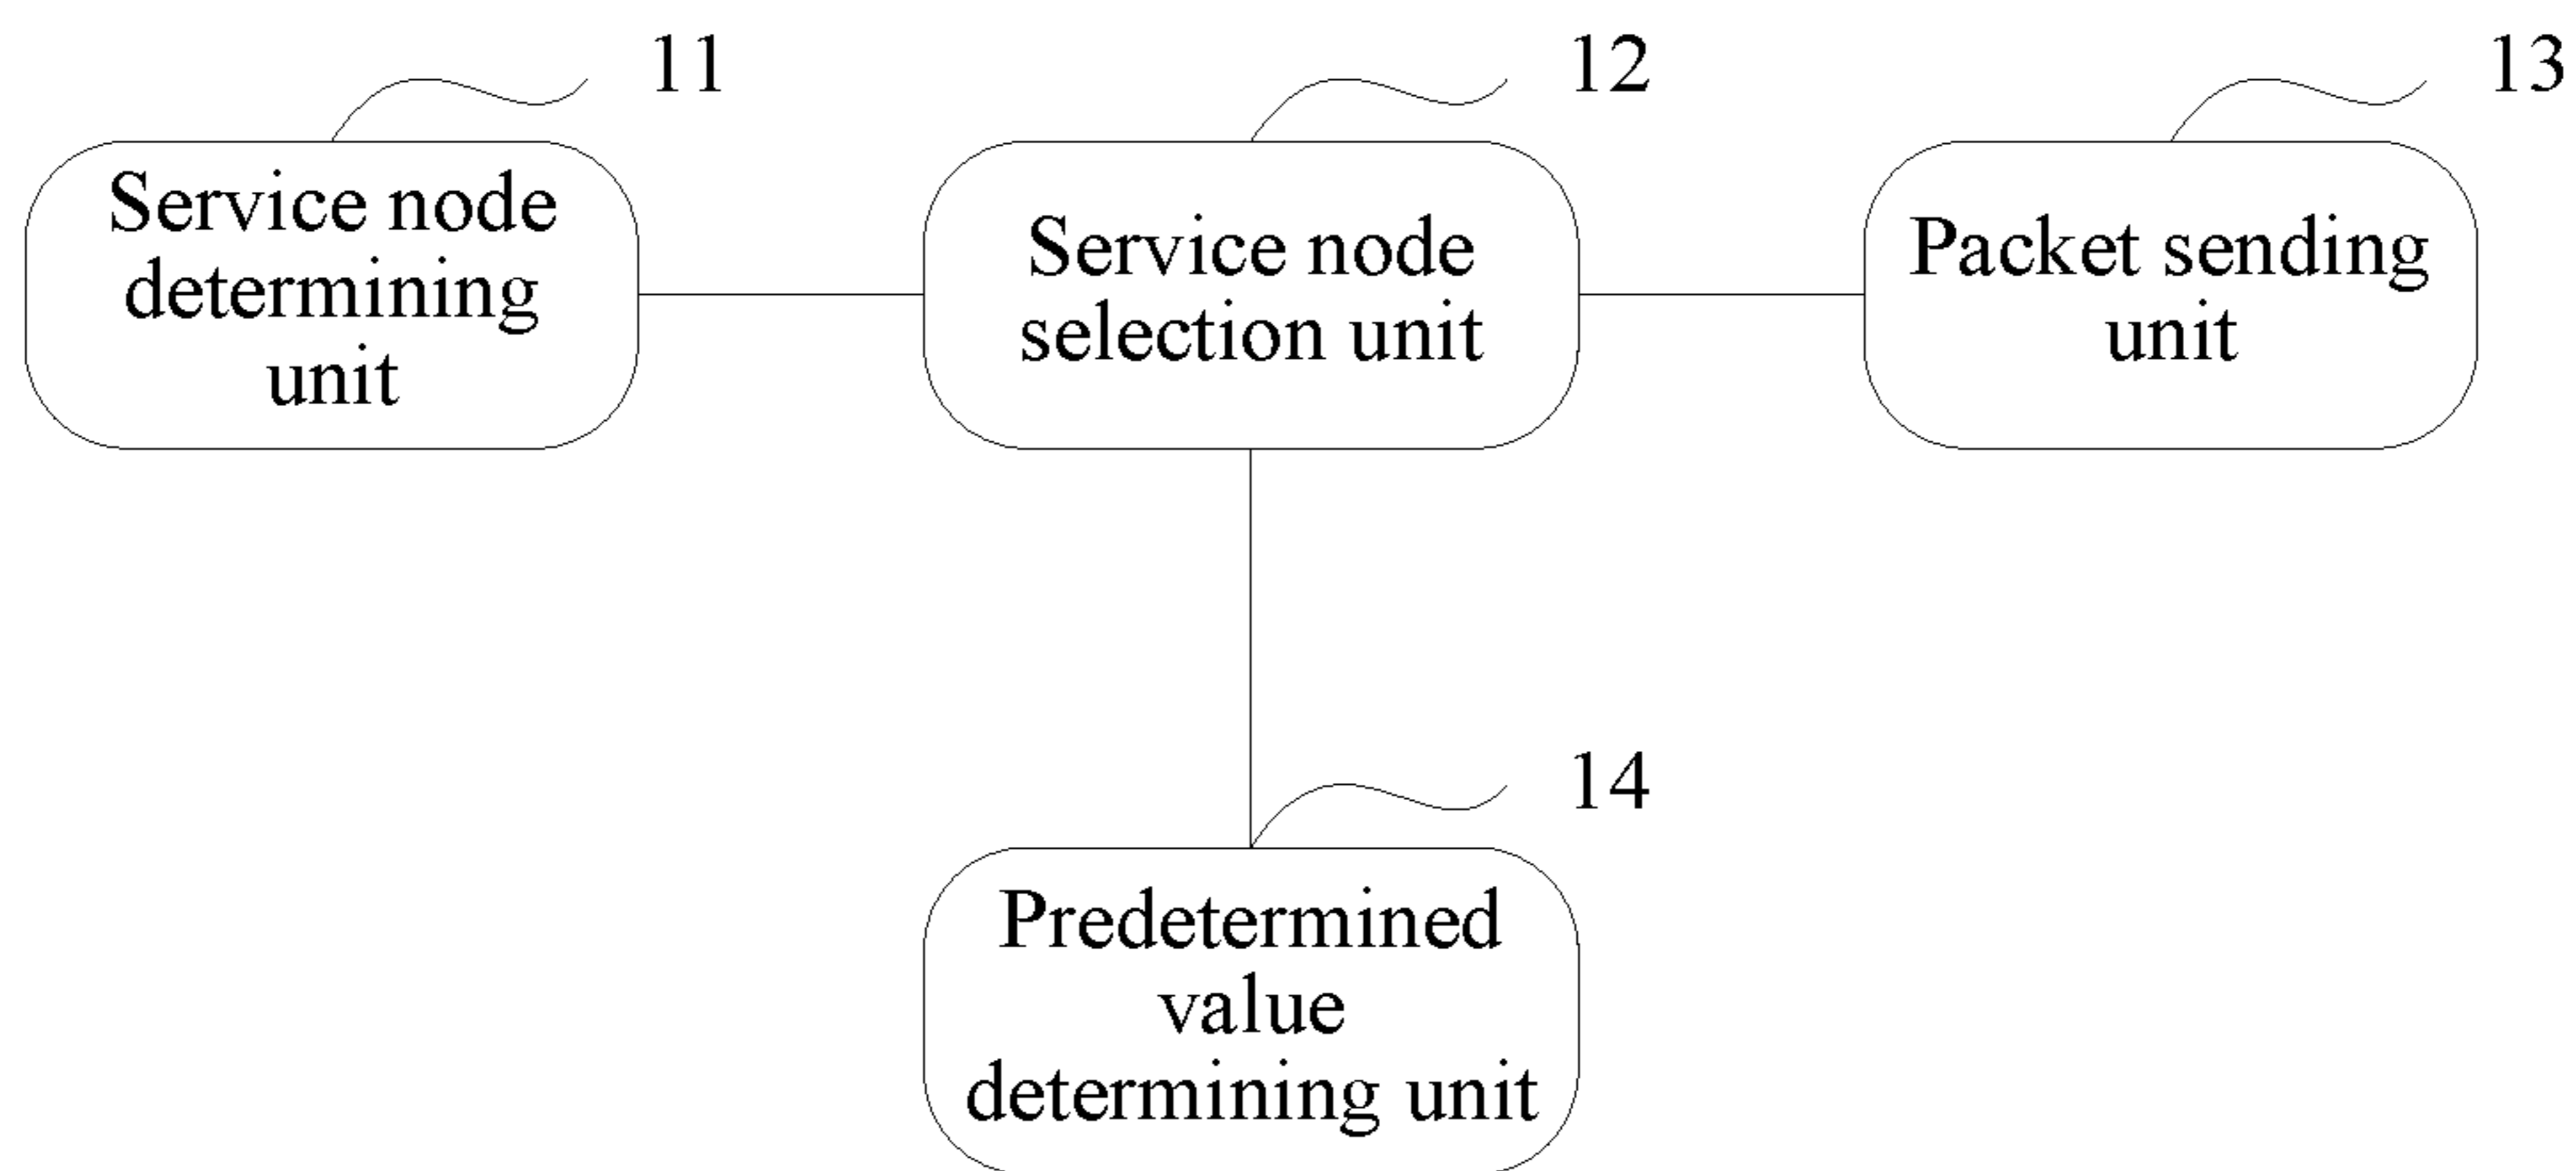 11
12
13
Service node
determining
unit
Service node
selection unit
Packet sending
unit
14
Predetermined
value
determining unit